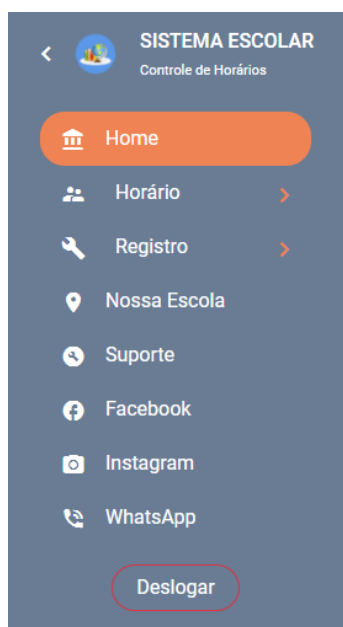 SISTEMA ESCOLAR
Controle de Horários
Home
Horário
Registro
Nossa Escola
Suporte
Facebook
Instagram
WhatsApp
Deslogar